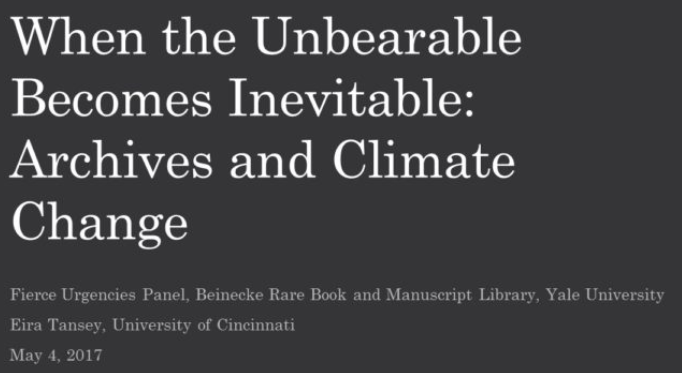 When the Unbearable
Becomes Inevitable:
Archives and Climate
Change
Fierce Urgencies Panel, Beinecke Rare Book and Manuscript Library, Yale University
Eira Tansey, University of Cincinnati
May 4, 2017